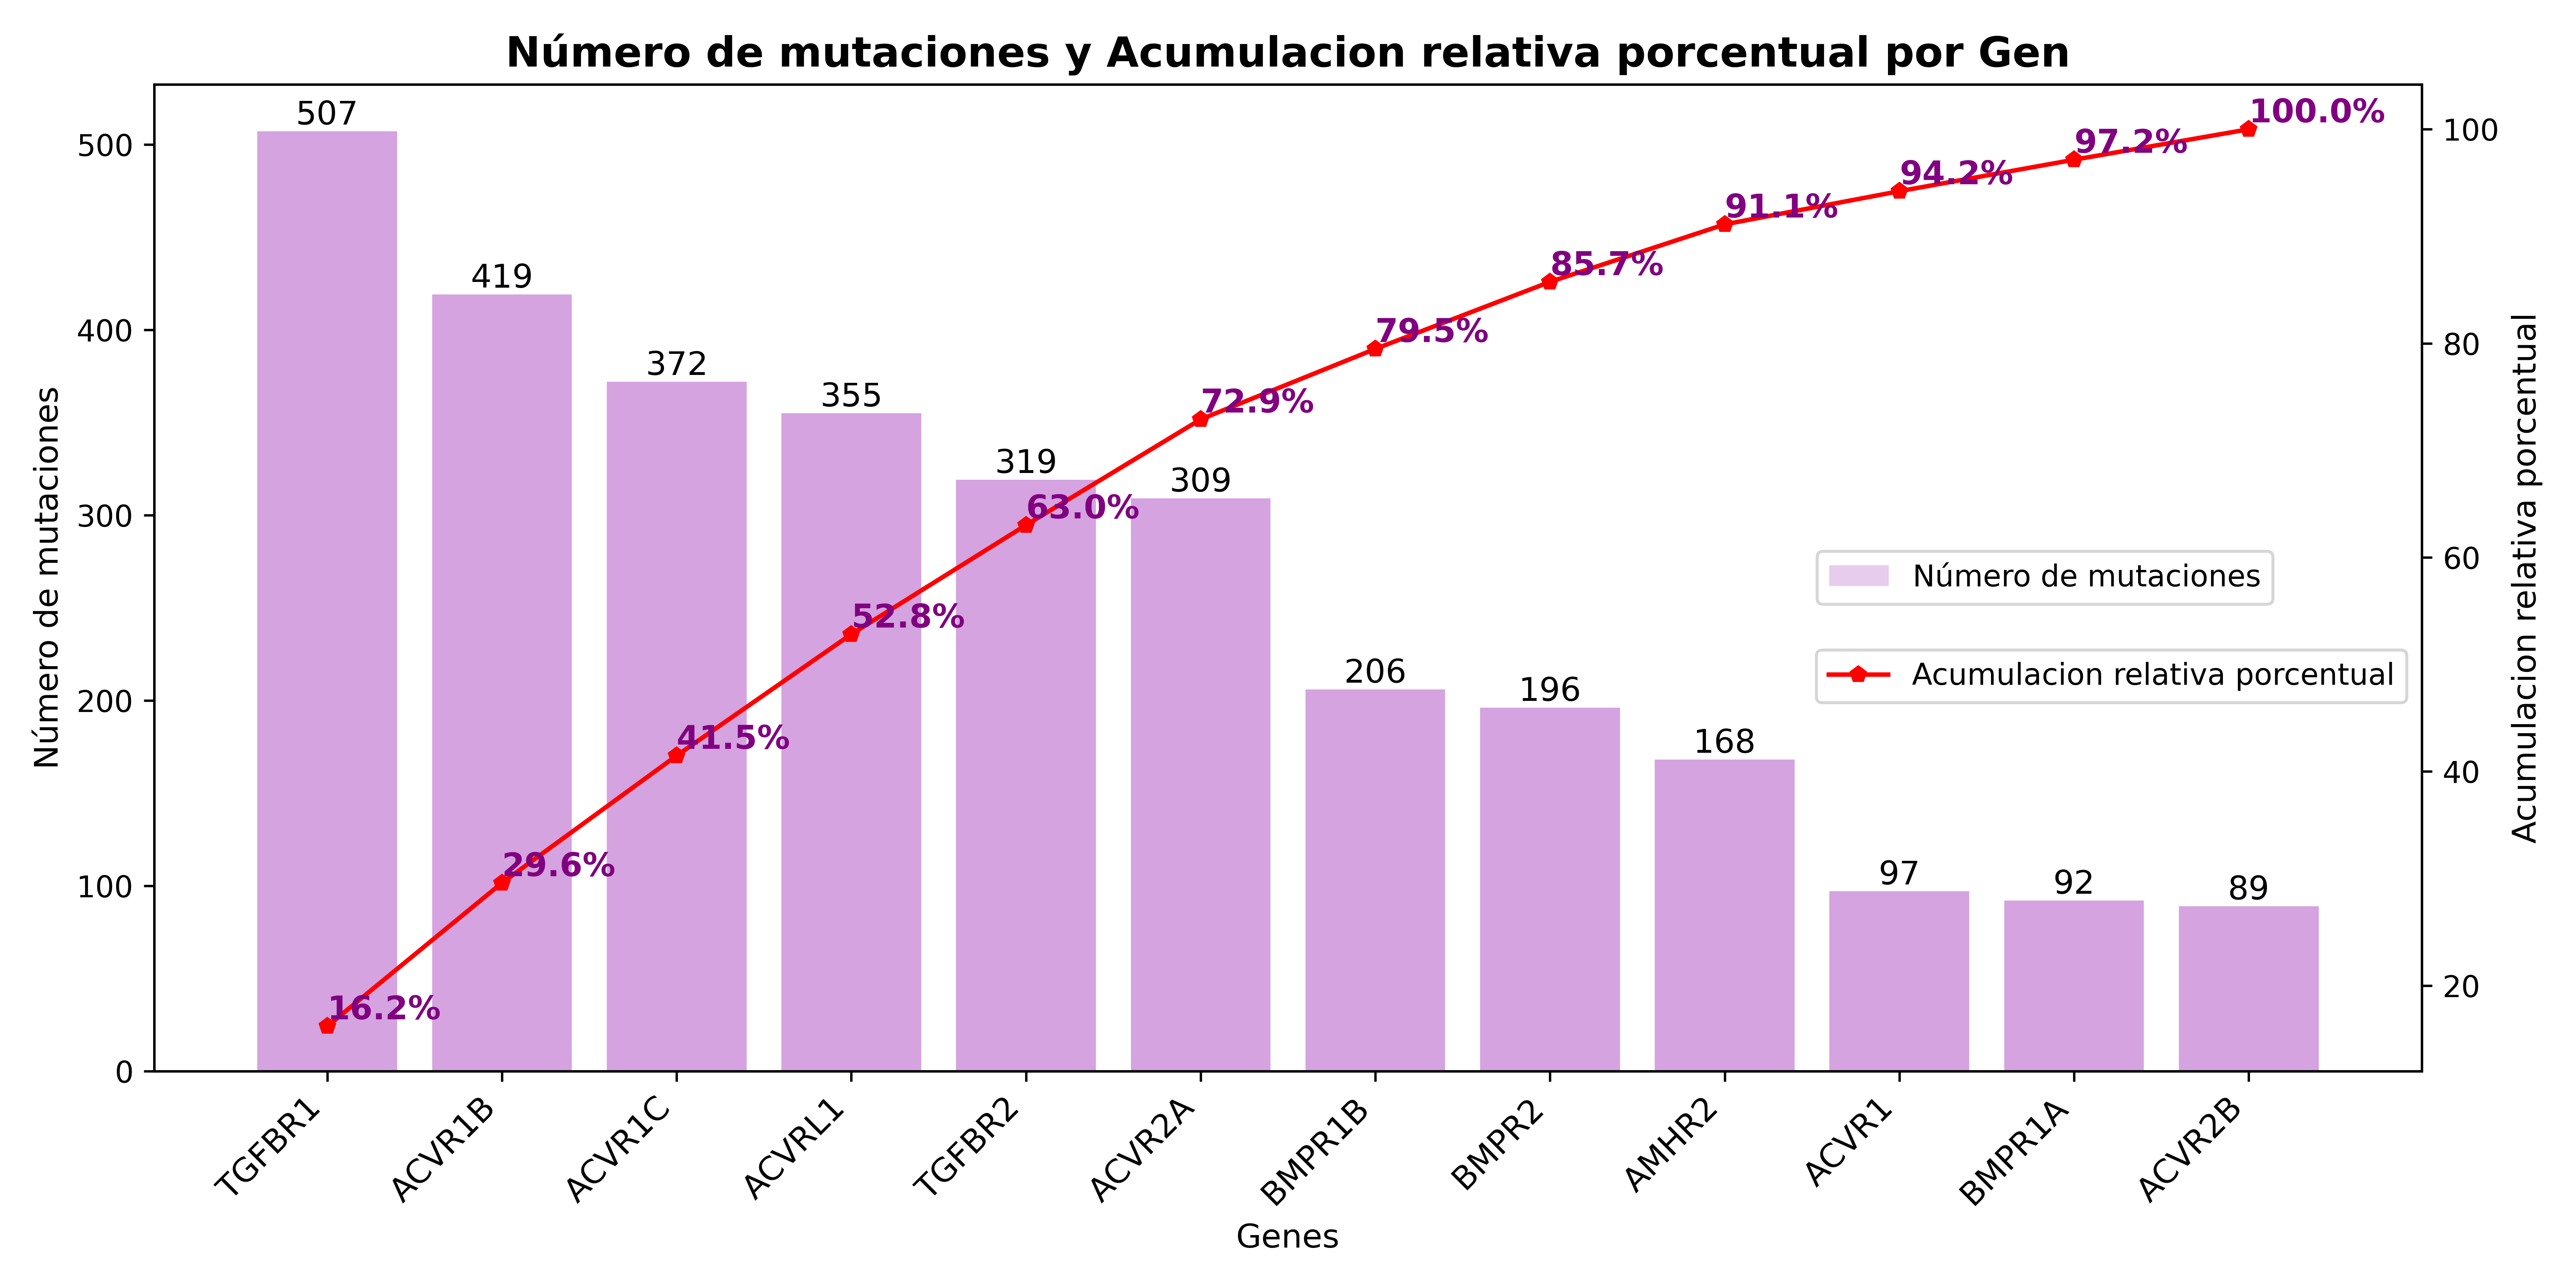 Número de mutaciones y Acumulacion relativa porcentual por Gen
Número de mutaciones
500
400
300
200
100
0
507
419
372
355
319
309
206
196
168
97
92
89
16.2%
29.6%
41.5%
52.8%
63.0%
72.9%
79.5%
85.7%
91.1%
94.2%
97.2%
100.0%
Número de mutaciones
Acumulacion relativa porcentual
100
80
60
40
20
Acumulacion relativa porcentual
TGFBR1
ACVR1B
ACVR1C
ACVRL1
TGFBR2
ACVR2A
BMPR1B
BMPR2
AMHR2
ACVR1
BMPR1A
ACVR2B
Genes